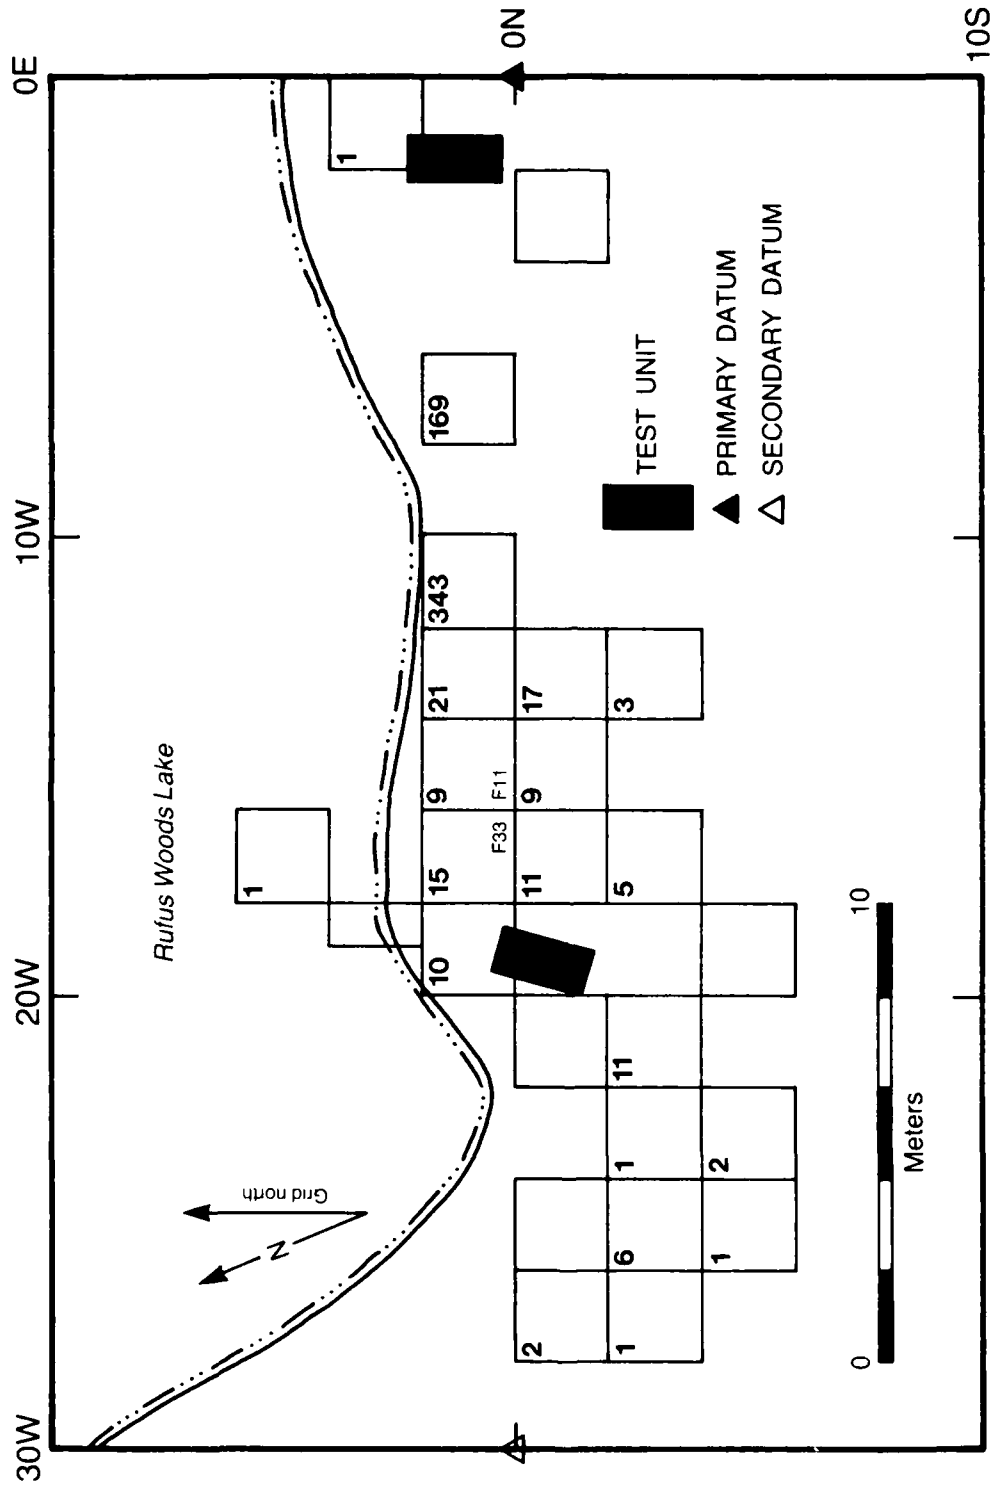 30W
20W
10W
0E
Rufus Woods Lake
N
Grid north
1
1
10
15
9
21
343
169
F33
F11
0N
2
11
9
17
1
6
1
11
5
3
1
2
TEST UNIT
PRIMARY DATUM
SECONDARY DATUM
0
10
Meters
10S